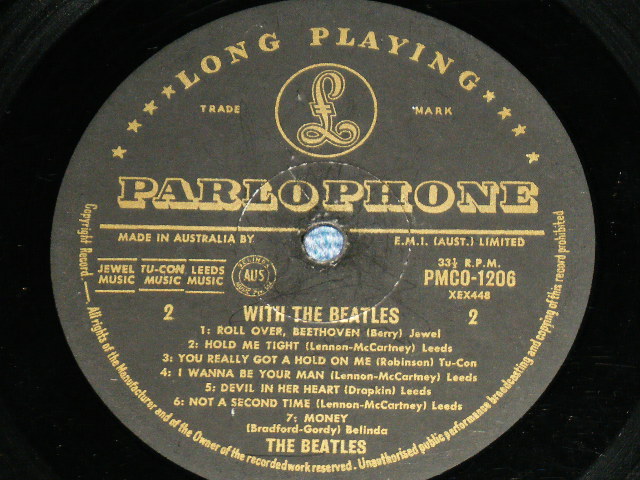 LONG PLAYING
TRADE MARK
£
PARLOPHONE
MADE IN AUSTRALIA BY E.M.I. (AUST.) LIMITED
JEWEL MUSIC TU-CON MUSIC LEEDS MUSIC
BELINDA AUS
33⅓ R.P.M.
PMCO-1206
XEX448
2 WITH THE BEATLES 2
1: ROLL OVER, BEETHOVEN (Berry) Jewel
2: HOLD ME TIGHT (Lennon-McCartney) Leeds
3: YOU REALLY GOT A HOLD ON ME (Robinson) Tu-Con
4: I WANNA BE YOUR MAN (Lennon-McCartney) Leeds
5: DEVIL IN HER HEART (Drapkin) Leeds
6: NOT A SECOND TIME (Lennon-McCartney) Leeds
7: MONEY
(Bradford-Gordy) Belinda
THE BEATLES
Copyright Record. — All rights of the Manufacturer and of the Owner of the recorded work reserved. Unauthorised public performance broadcasting and copying of this record prohibited